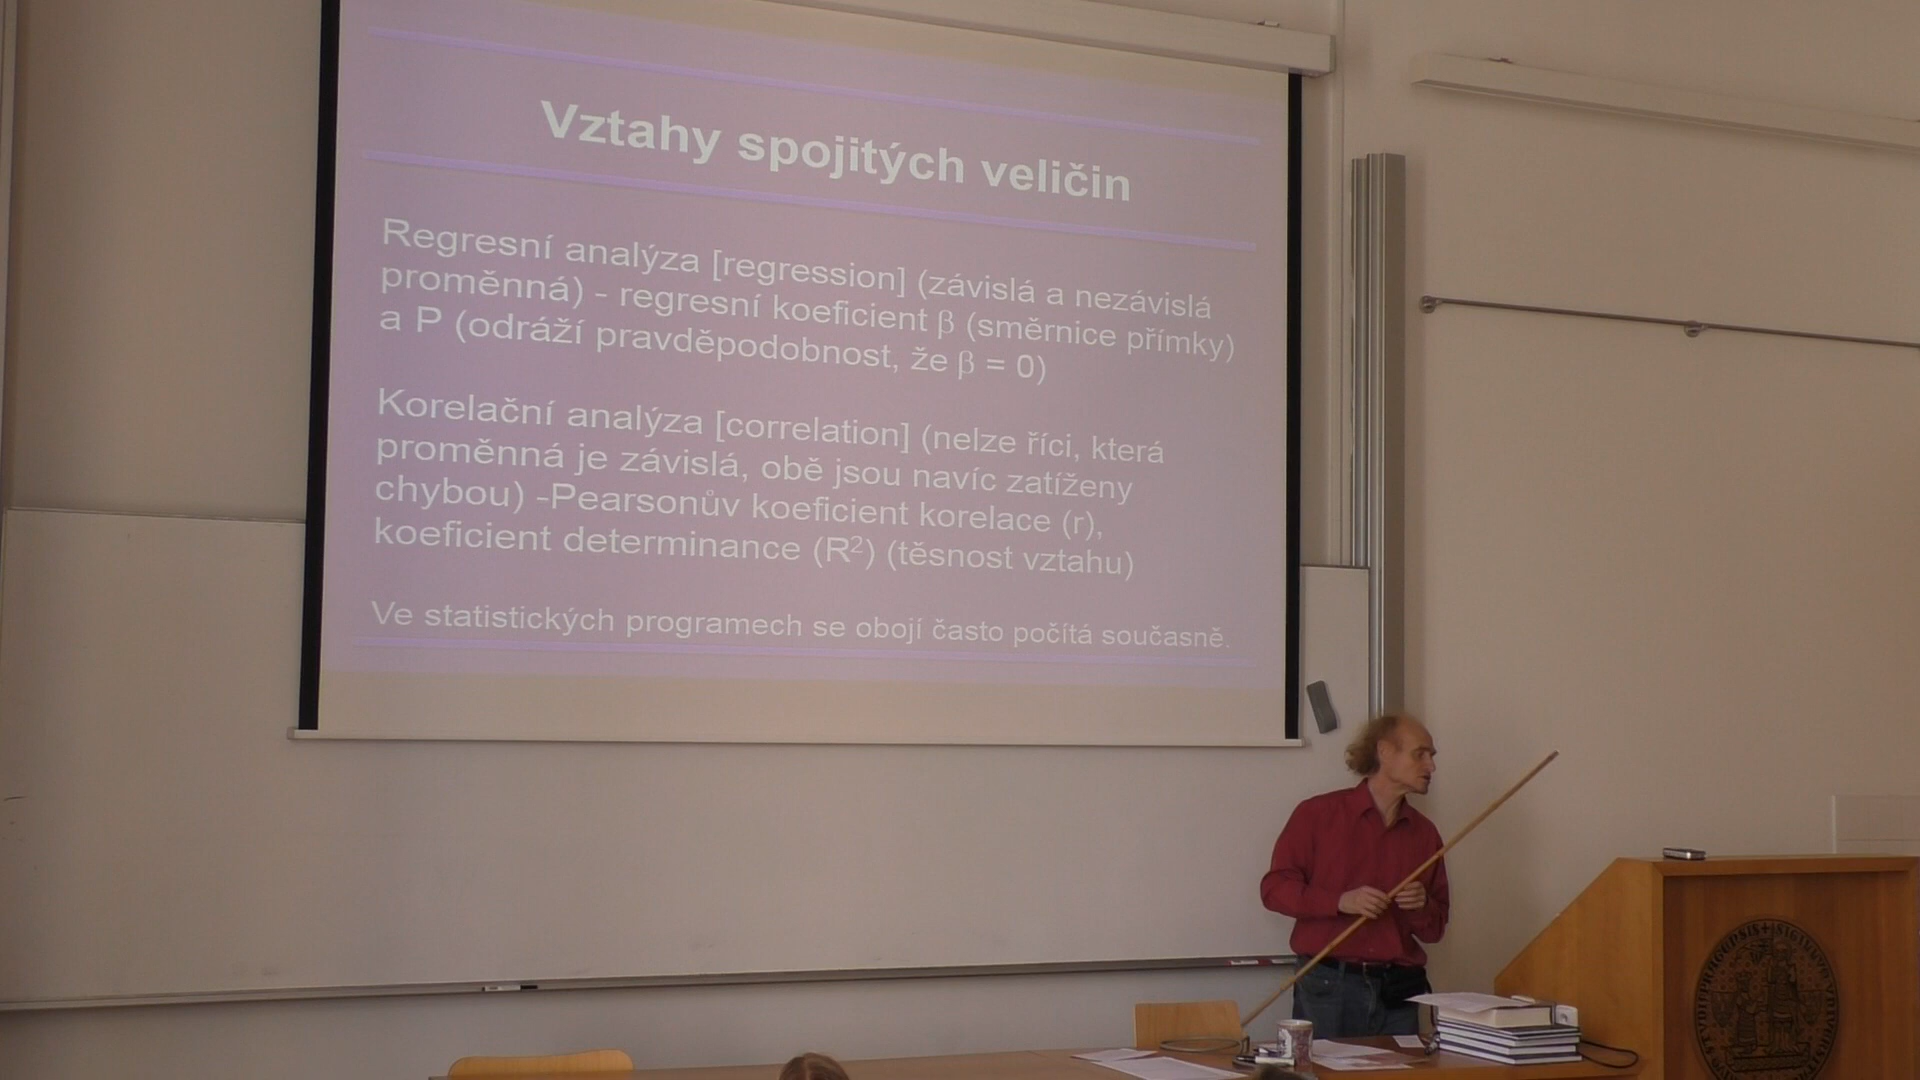 Vztahy spojitých veličin
Regresní analýza [regression] (závislá a nezávislá
proměnná) - regresní koeficient β (směrnice přímky)
a P (odráží pravděpodobnost, že β = 0)
Korelační analýza [correlation] (nelze říci, která
proměnná je závislá, obě jsou navíc zatíženy
chybou) -Pearsonův koeficient korelace (r),
koeficient determinance (R²) (těsnost vztahu)
Ve statistických programech se obojí často počítá současně.